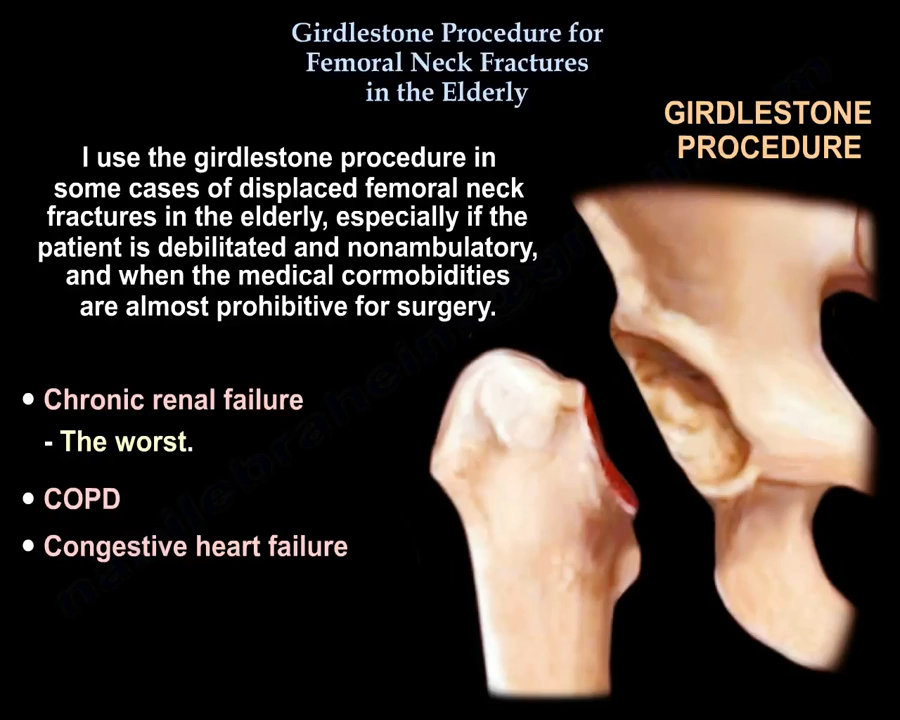 Girdlestone Procedure for
Femoral Neck Fractures
in the Elderly
GIRDLESTONE
PROCEDURE
I use the girdlestone procedure in
some cases of displaced femoral neck
fractures in the elderly, especially if the
patient is debilitated and nonambulatory,
and when the medical cormobidities
are almost prohibitive for surgery.
• Chronic renal failure
- The worst.
• COPD
• Congestive heart failure